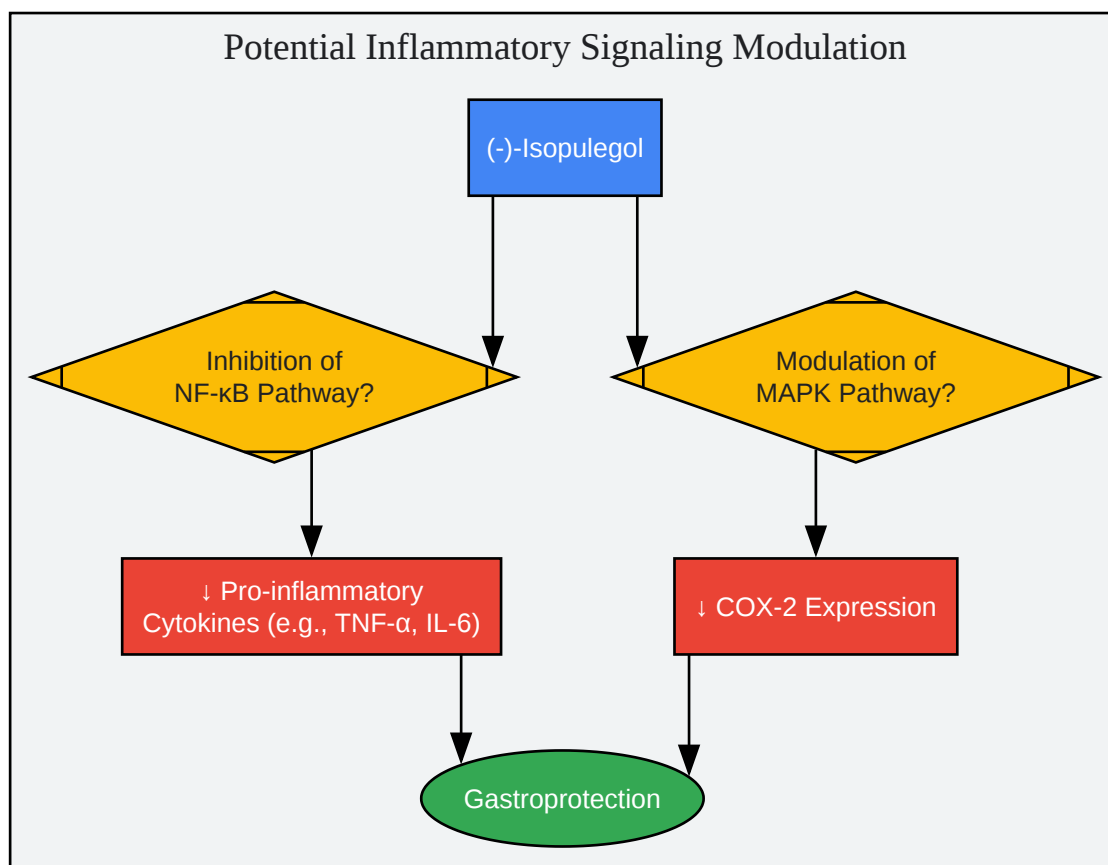 Potential Inflammatory Signaling Modulation
(-)-Isopulegol
Inhibition of
NF-κB Pathway?
Modulation of
MAPK Pathway?
↓ Pro-inflammatory
Cytokines (e.g., TNF-α, IL-6)
↓ COX-2 Expression
Gastroprotection